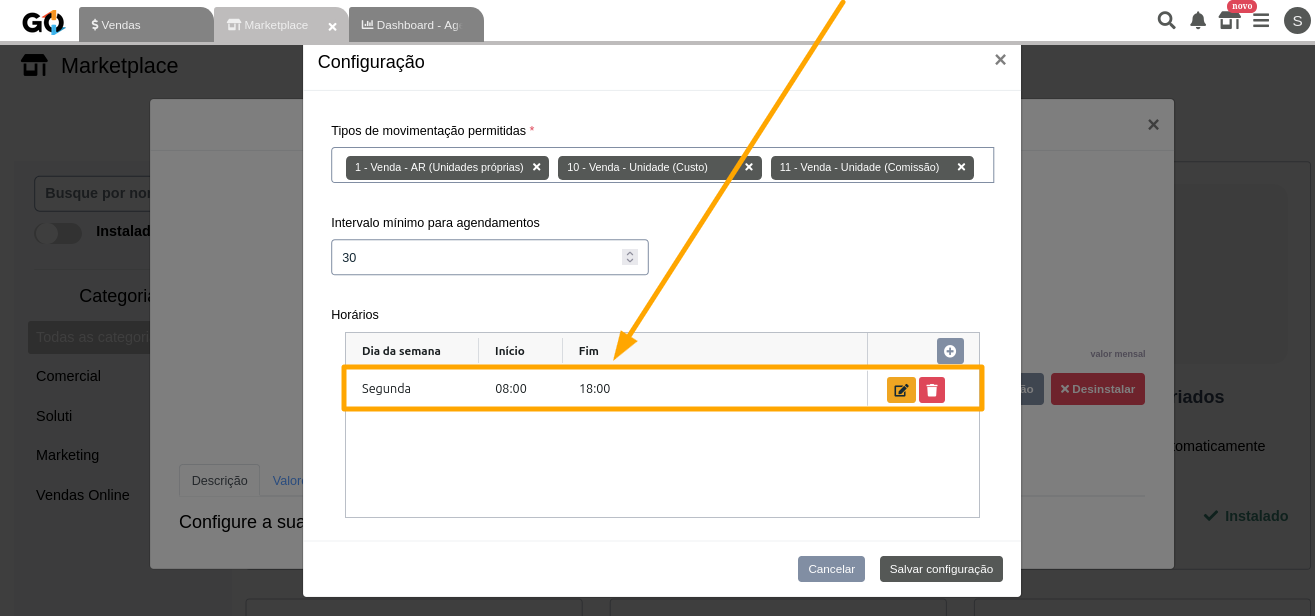 GO
Vendas
Marketplace
Dashboard - Ag
novo
S
Marketplace
Configuração
Tipos de movimentação permitidas *
1 - Venda - AR (Unidades próprias)
10 - Venda - Unidade (Custo)
11 - Venda - Unidade (Comissão)
Busque por nor
Instalad
Intervalo mínimo para agendamentos
30
Categoria
Horários
Todas as categori
Dia da semana Início Fim
valor mensal
Segunda 08:00 18:00
ão
Desinstalar
riados
Comercial
Soluti
Marketing
Vendas Online
omaticamente
Descrição
Valore
Configure a sua
Instalado
Cancelar
Salvar configuração